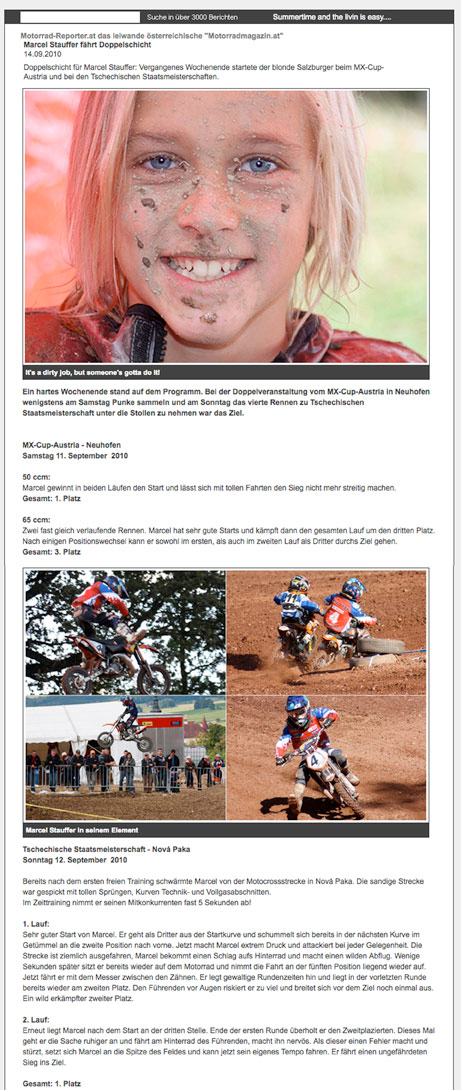 Suche in über 3000 Berichten
Summertime and the livin is easy....
Motorrad-Reporter.at das leiwande österreichische "Motorradmagazin.at"
Marcel Stauffer fährt Doppelschicht
14.09.2010
Doppelschicht für Marcel Stauffer: Vergangenes Wochenende startete der blonde Salzburger beim MX-Cup-
Austria und bei den Tschechischen Staatsmeisterschaften.
It's a dirty job, but someone's gotta do it!
Ein hartes Wochenende stand auf dem Programm. Bei der Doppelveranstaltung vom MX-Cup-Austria in Neuhofen
wenigstens am Samstag Punke sammeln und am Sonntag das vierte Rennen zu Tschechischen
Staatsmeisterschaft unter die Stollen zu nehmen war das Ziel.
MX-Cup-Austria - Neuhofen
Samstag 11. September 2010
50 ccm:
Marcel gewinnt in beiden Läufen den Start und lässt sich mit tollen Fahrten den Sieg nicht mehr streitig machen.
Gesamt: 1. Platz
65 ccm:
Zwei fast gleich verlaufende Rennen. Marcel hat sehr gute Starts und kämpft dann den gesamten Lauf um den dritten Platz.
Nach einigen Positionswechsel kann er sowohl im ersten, als auch im zweiten Lauf als Dritter durchs Ziel gehen.
Gesamt: 3. Platz
4
4
Marcel Stauffer in seinem Element
Tschechische Staatsmeisterschaft - Nová Paka
Sonntag 12. September 2010
Bereits nach dem ersten freien Training schwärmte Marcel von der Motocrossstrecke in Nová Paka. Die sandige Strecke
war gespickt mit tollen Sprüngen, Kurven Technik- und Vollgasabschnitten.
Im Zeittraining nimmt er seinen Mitkonkurrenten fast 5 Sekunden ab!
1. Lauf:
Sehr guter Start von Marcel. Er geht als Dritter aus der Startkurve und schummelt sich bereits in der nächsten Kurve im
Getümmel an die zweite Position nach vorne. Jetzt macht Marcel extrem Druck und attackiert bei jeder Gelegenheit. Die
Strecke ist ziemlich ausgefahren, Marcel bekommt einen Schlag aufs Hinterrad und macht einen wilden Abflug. Wenige
Sekunden später sitzt er bereits wieder auf dem Motorrad und nimmt die Fahrt an der fünften Position liegend wieder auf.
Jetzt fährt er mit dem Messer zwischen den Zähnen. Er legt gewaltige Rundenzeiten hin und liegt in der vorletzten Runde
bereits wieder am zweiten Platz. Den Führenden vor Augen riskiert er zu viel und breitet sich vor dem Ziel noch einmal aus.
Ein wild erkämpfter zweiter Platz.
2. Lauf:
Erneut liegt Marcel nach dem Start an der dritten Stelle. Ende der ersten Runde überholt er den Zweitplazierten. Dieses Mal
geht er die Sache ruhiger an und fährt am Hinterrad des Führenden, macht ihn nervös. Als dieser einen Fehler macht und
stürzt, setzt sich Marcel an die Spitze des Feldes und kann jetzt sein eigenes Tempo fahren. Er fährt einen ungefährdeten
Sieg ins Ziel.
Gesamt: 1. Platz